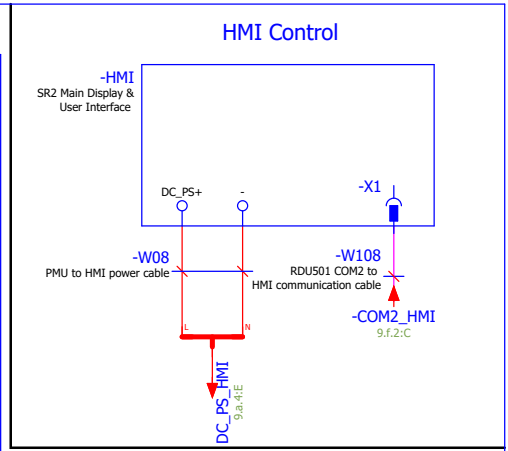 HMI Control
-HMI
SR2 Main Display &
User Interface
DC_PS+
-
-X1
-W08
PMU to HMI power cable
-W108
RDU501 COM2 to
HMI communication cable
-COM2_HMI
9.f.2:C
L
N
DC_PS_HMI
9.a.4:E